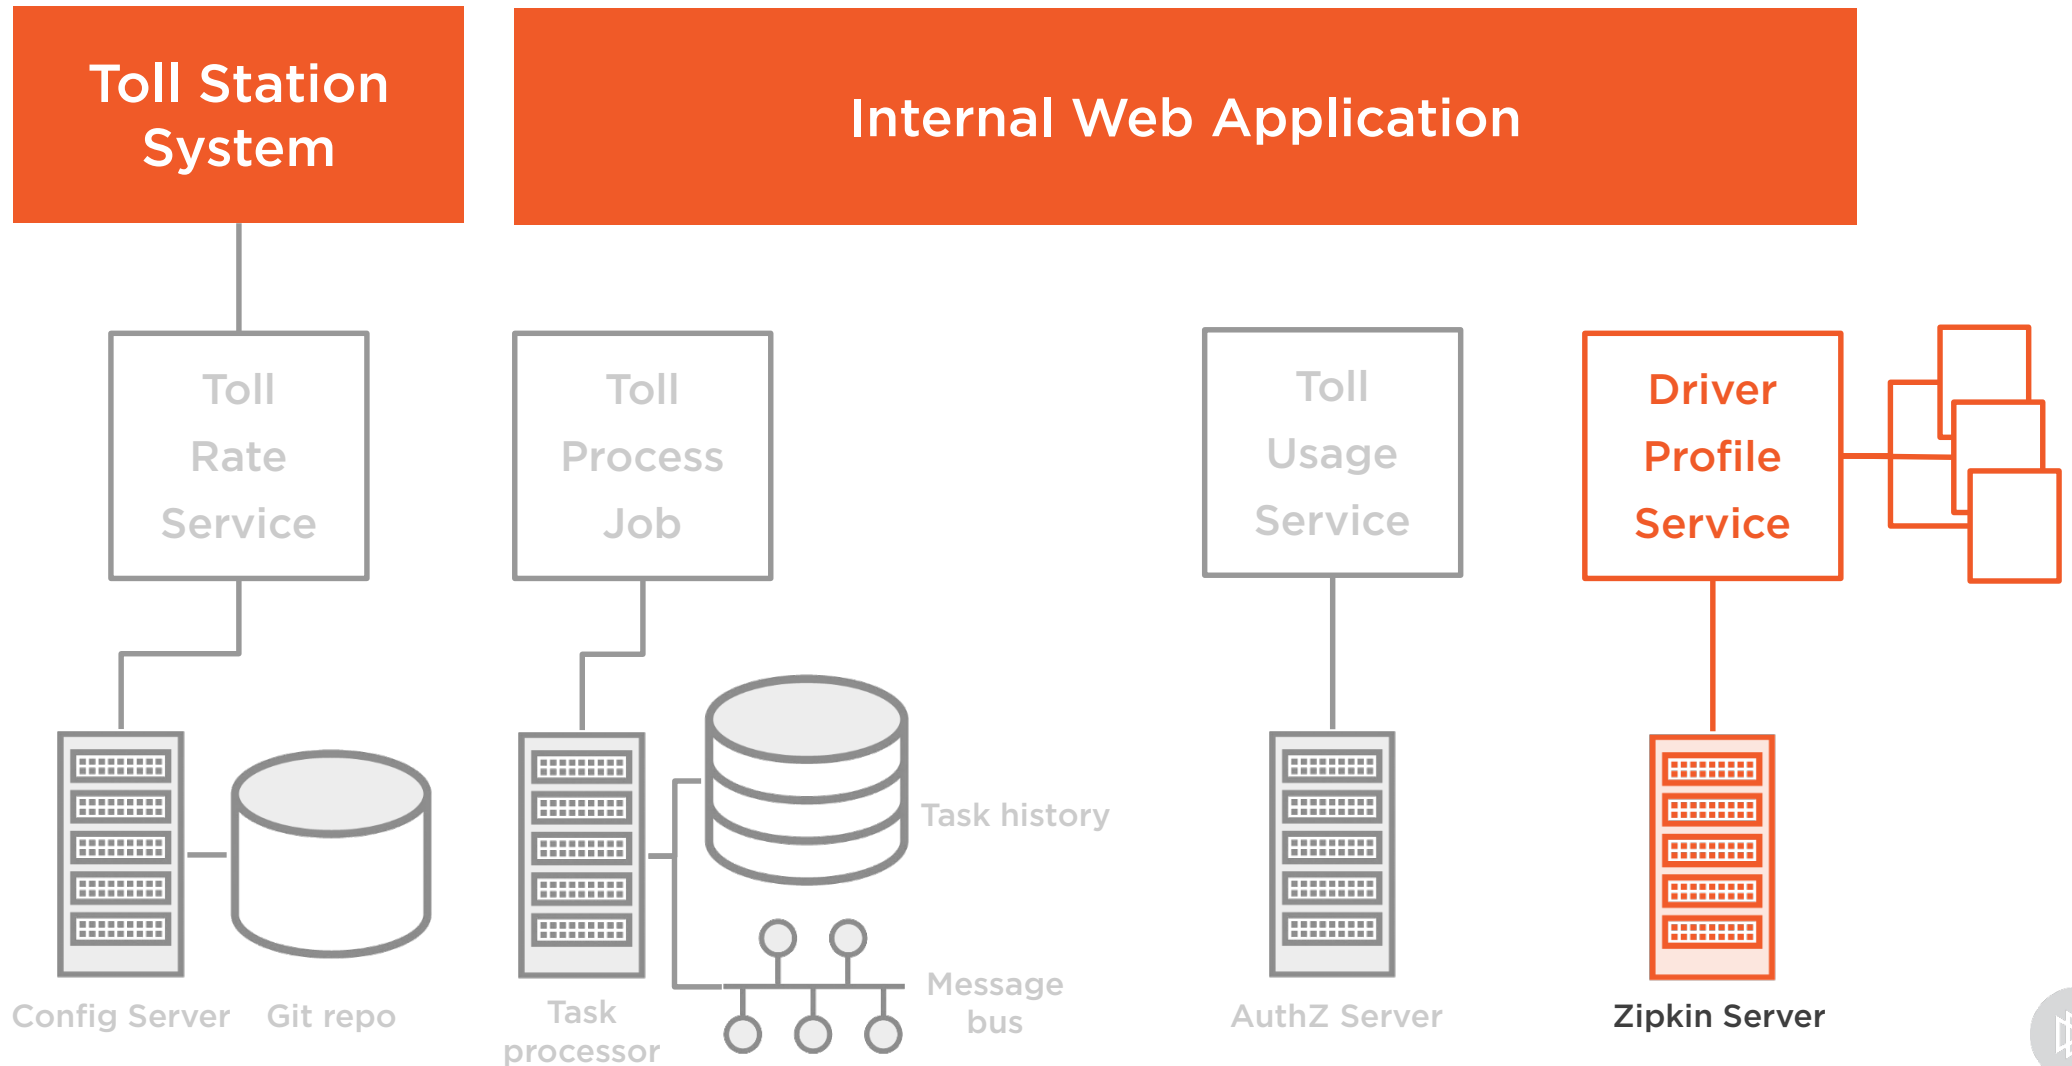 Toll Station
System
Internal Web Application
Toll
Rate
Service
Toll
Process
Job
Toll
Usage
Service
Driver
Profile
Service
Task history
Message
bus
Config Server
Git repo
Task
processor
AuthZ Server
Zipkin Server